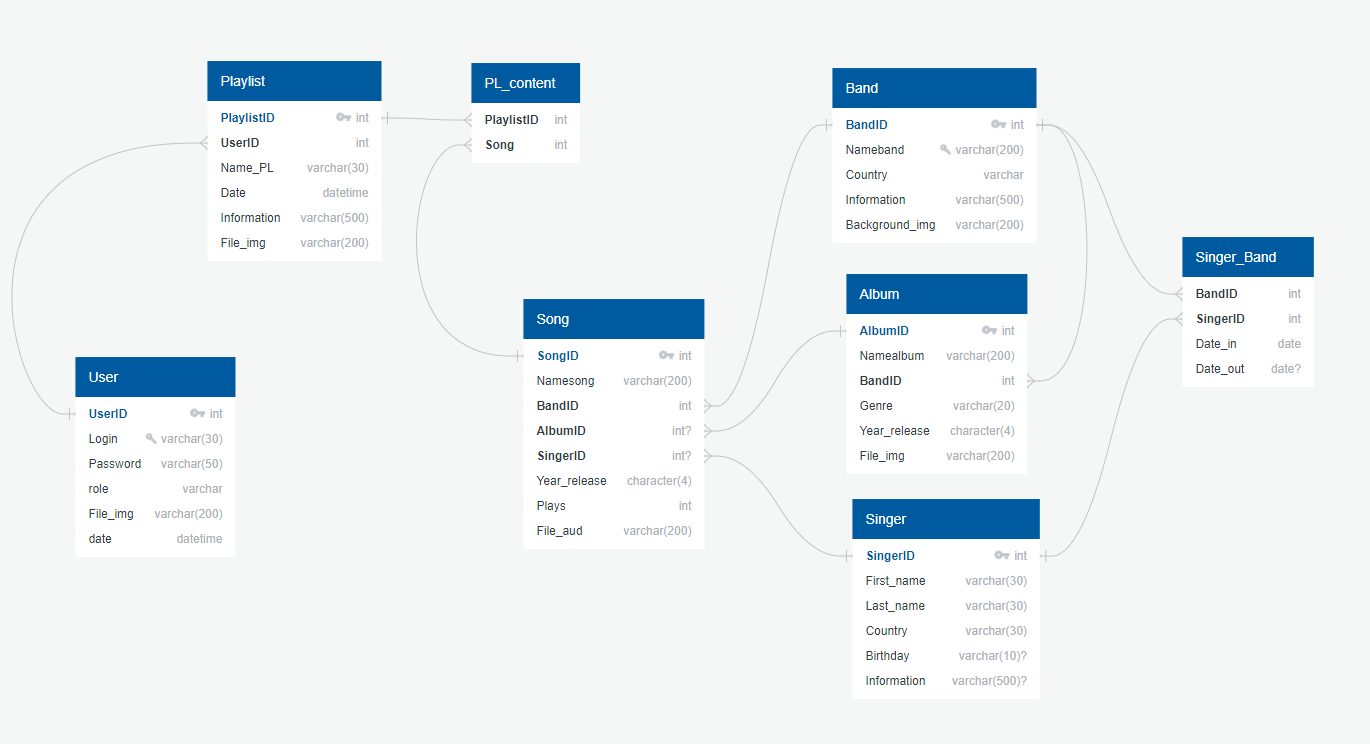 Playlist
PlaylistID int
UserID int
Name_PL varchar(30)
Date datetime
Information varchar(500)
File_img varchar(200)
PL_content
PlaylistID int
Song int
Band
BandID int
Nameband varchar(200)
Country varchar
Information varchar(500)
Background_img varchar(200)
Singer_Band
BandID int
SingerID int
Date_in date
Date_out date?
Album
AlbumID int
Namealbum varchar(200)
BandID int
Genre varchar(20)
Year_release character(4)
File_img varchar(200)
Song
SongID int
Namesong varchar(200)
BandID int
AlbumID int?
SingerID int?
Year_release character(4)
Plays int
File_aud varchar(200)
User
UserID int
Login varchar(30)
Password varchar(50)
role varchar
File_img varchar(200)
date datetime
Singer
SingerID int
First_name varchar(30)
Last_name varchar(30)
Country varchar(30)
Birthday varchar(10)?
Information varchar(500)?